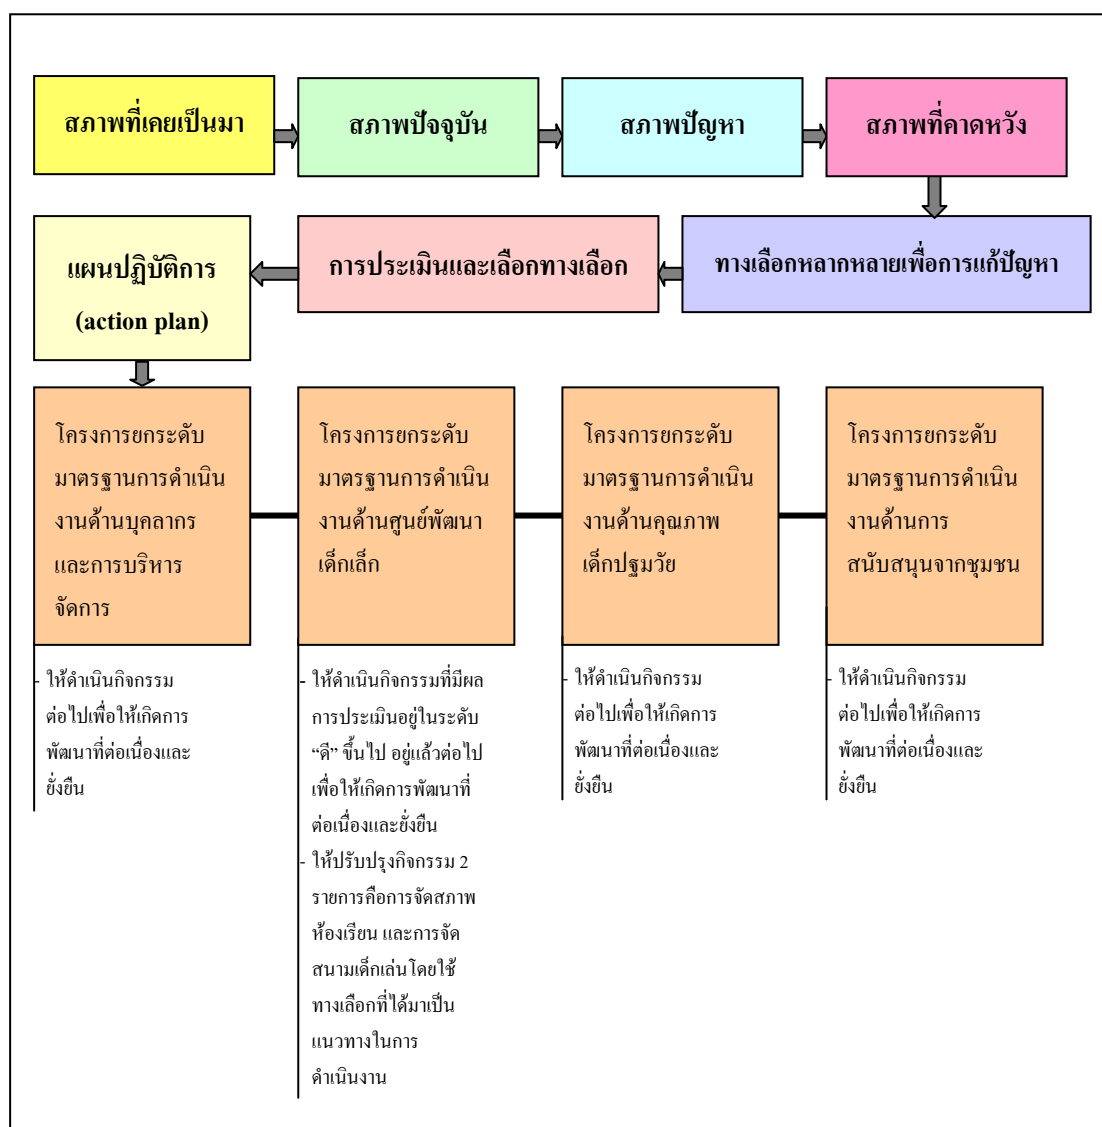 สภาพที่เคยเป็นมา
สภาพปัจจุบัน
สภาพปัญหา
สภาพที่คาดหวัง
ทางเลือกหลากหลายเพื่อการแก้ปัญหา
การประเมินและเลือกทางเลือก
แผนปฏิบัติการ
(action plan)
โครงการยกระดับ
มาตรฐานการดำเนิน
งานด้านบุคลากร
และการบริหาร
จัดการ
โครงการยกระดับ
มาตรฐานการดำเนิน
งานด้านศูนย์พัฒนา
เด็กเล็ก
โครงการยกระดับ
มาตรฐานการดำเนิน
งานด้านคุณภาพ
เด็กปฐมวัย
โครงการยกระดับ
มาตรฐานการดำเนิน
งานด้านการ
สนับสนุนจากชุมชน
- ให้ดำเนินกิจกรรม
ต่อไปเพื่อให้เกิดการ
พัฒนาที่ต่อเนื่องและ
ยั่งยืน
- ให้ดำเนินกิจกรรมที่มีผล
การประเมินอยู่ในระดับ
“ดี” ขึ้นไป อยู่แล้วต่อไป
เพื่อให้เกิดการพัฒนาที่
ต่อเนื่องและยั่งยืน
- ให้ปรับปรุงกิจกรรม 2
รายการคือการจัดสภาพ
ห้องเรียน และการจัด
สนามเด็กเล่นโดยใช้
ทางเลือกที่ได้มาเป็น
แนวทางในการ
ดำเนินงาน
- ให้ดำเนินกิจกรรม
ต่อไปเพื่อให้เกิดการ
พัฒนาที่ต่อเนื่องและ
ยั่งยืน
- ให้ดำเนินกิจกรรม
ต่อไปเพื่อให้เกิดการ
พัฒนาที่ต่อเนื่องและ
ยั่งยืน